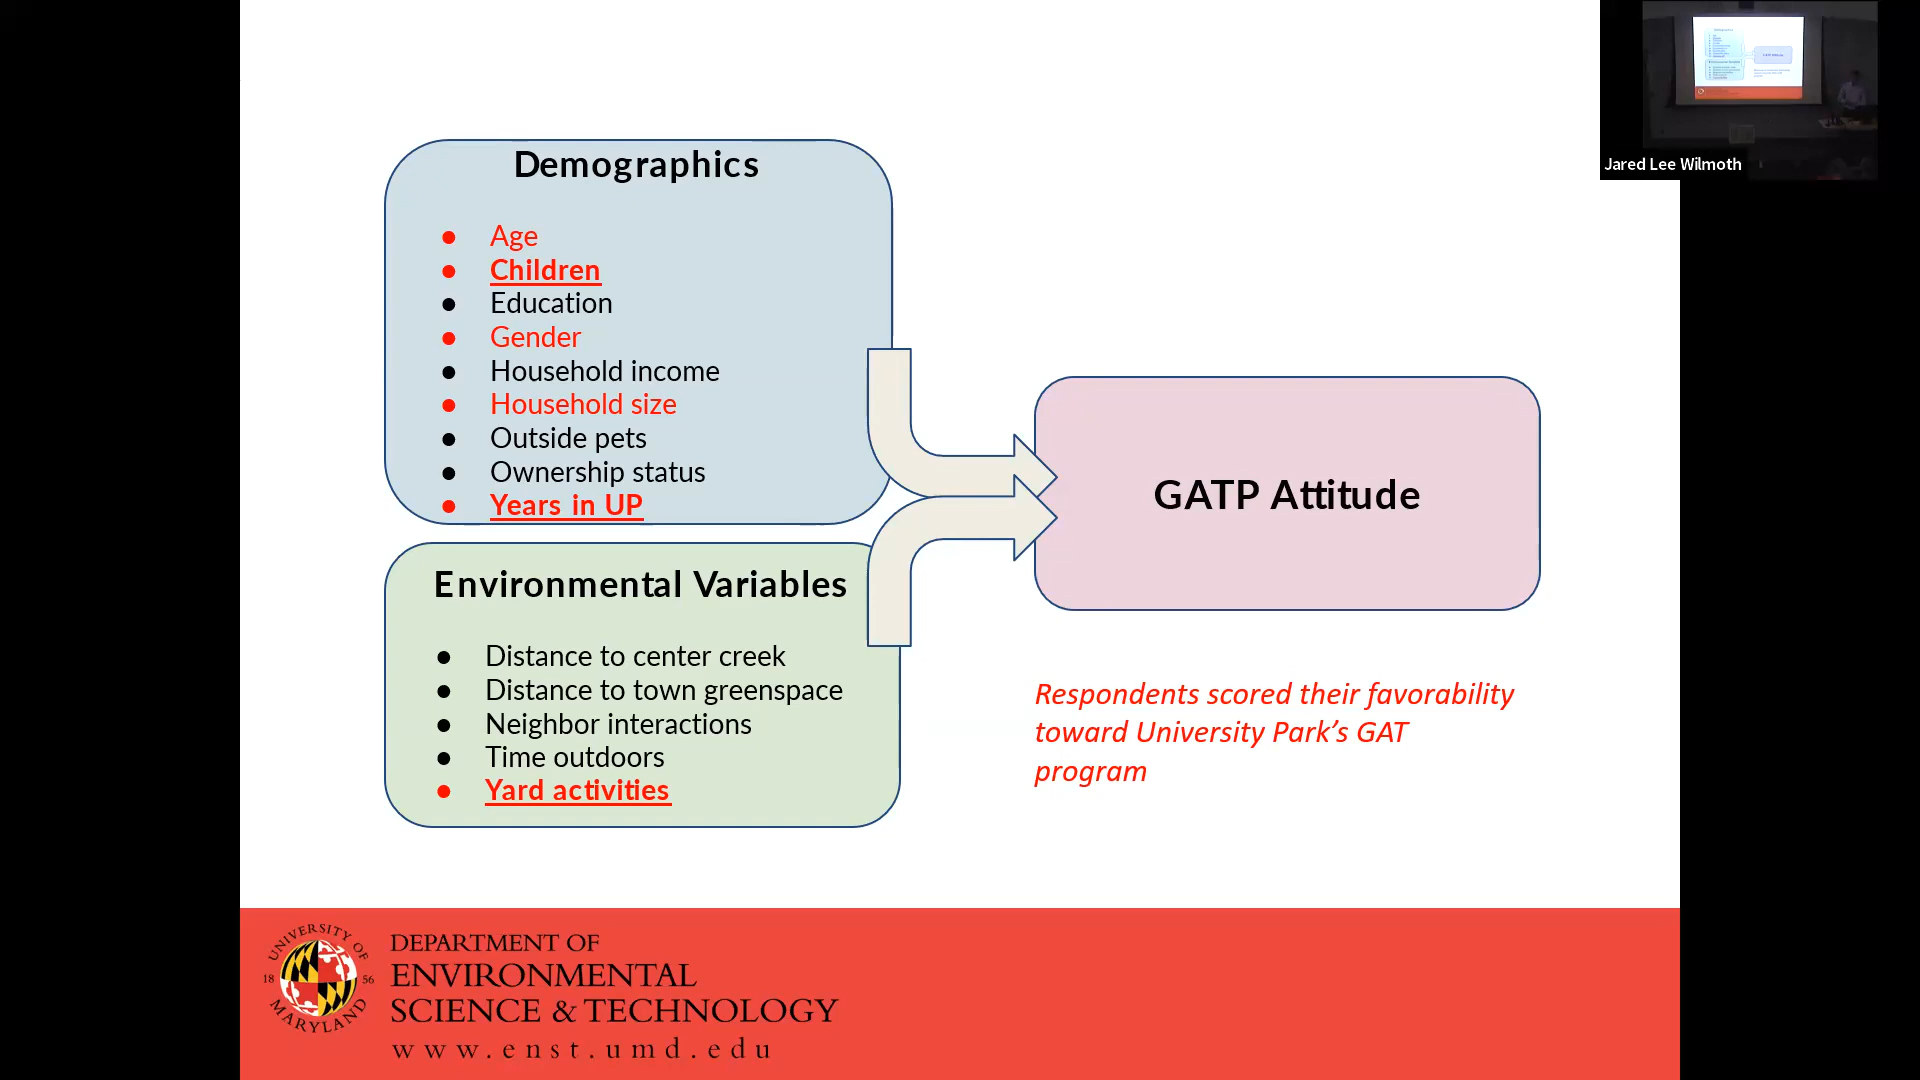 Demographics
● Age
● Children
● Education
● Gender
● Household income
● Household size
● Outside pets
● Ownership status
● Years in UP
Environmental Variables
● Distance to center creek
● Distance to town greenspace
● Neighbor interactions
● Time outdoors
● Yard activities
GATP Attitude
Respondents scored their favorability
toward University Park’s GAT
program
Jared Lee Wilmoth
UNIVERSITY OF
18 56
MARYLAND
DEPARTMENT OF
ENVIRONMENTAL
SCIENCE & TECHNOLOGY
www.enst.umd.edu